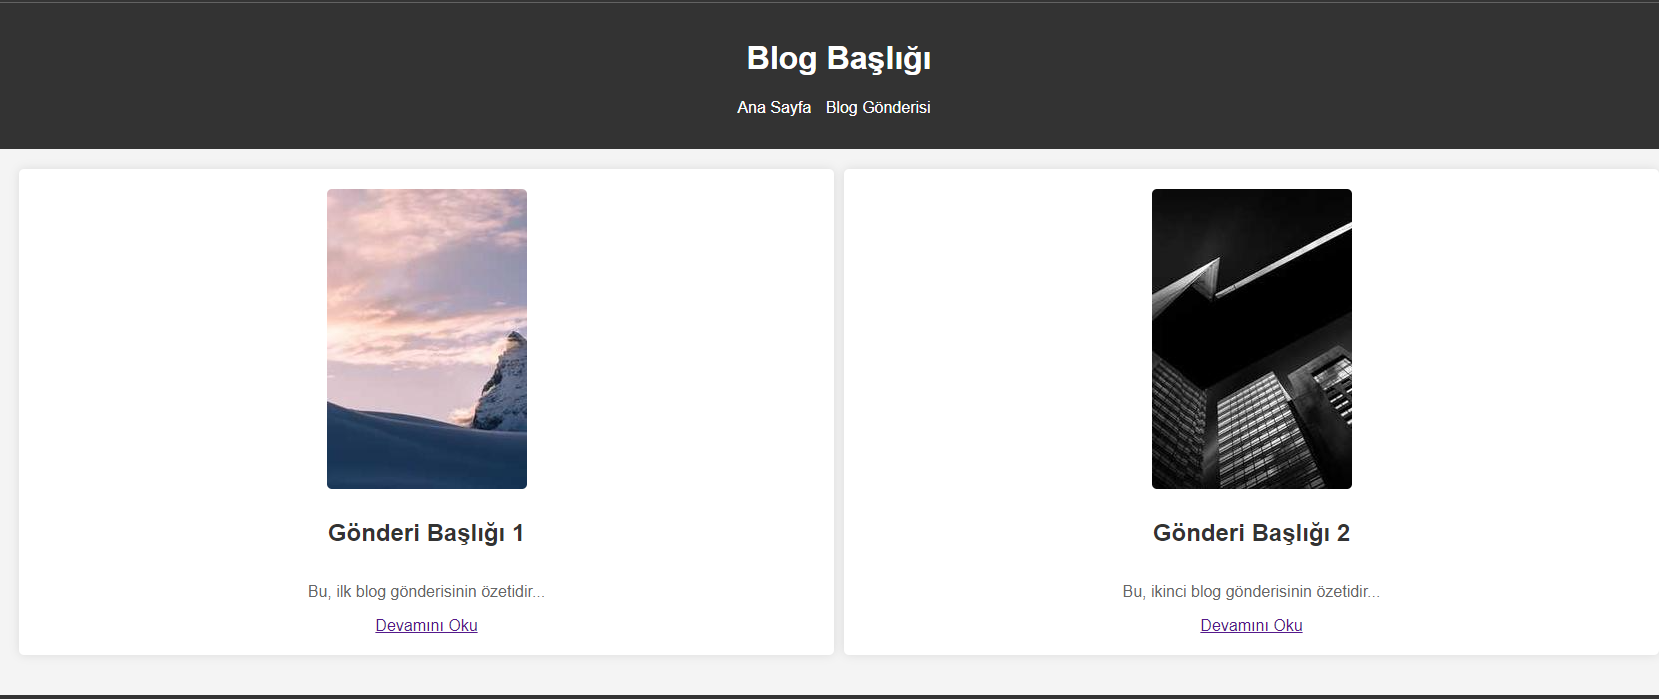 Blog Başlığı
Ana Sayfa Blog Gönderisi
Gönderi Başlığı 1
Bu, ilk blog gönderisinin özetidir...
Devamını Oku
Gönderi Başlığı 2
Bu, ikinci blog gönderisinin özetidir...
Devamını Oku